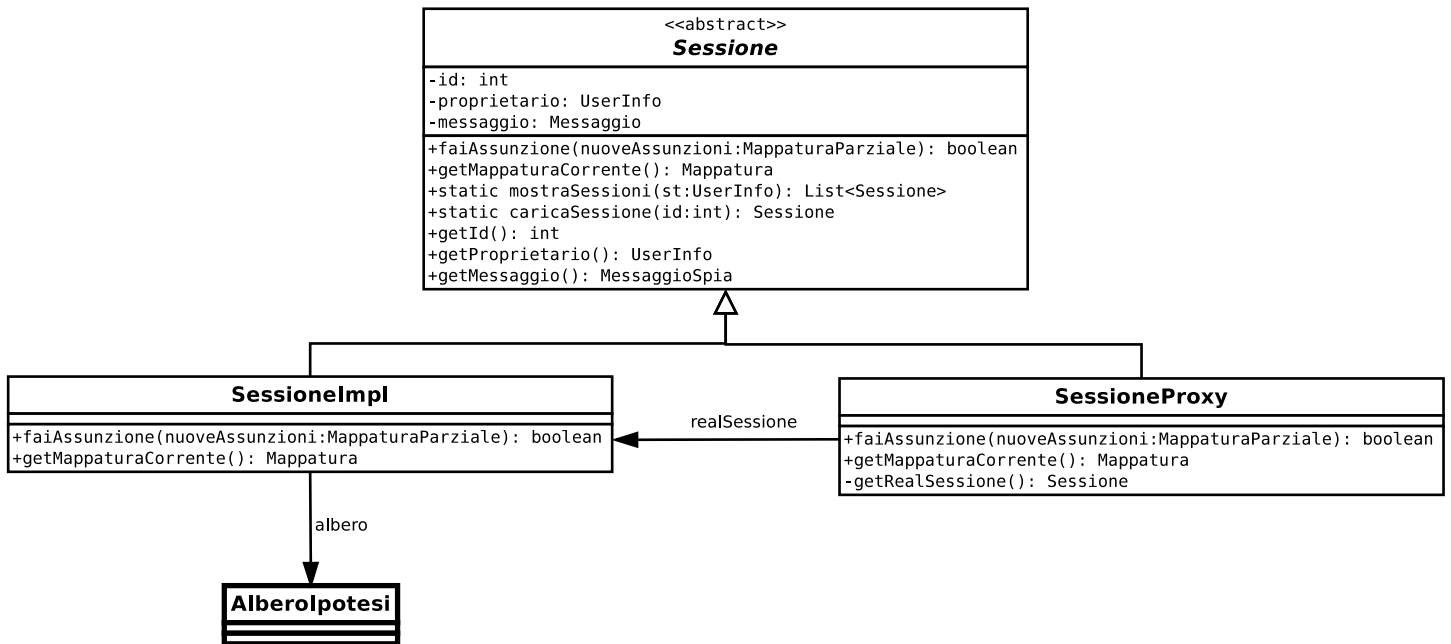 <<abstract>>
Sessione
-id: int
-proprietario: UserInfo
-messaggio: Messaggio
+faiAssunzione(nuoveAssunzioni:MappaturaParziale): boolean
+getMappaturaCorrente(): Mappatura
+static mostraSessioni(st:UserInfo): List<Sessione>
+static caricaSessione(id:int): Sessione
+getId(): int
+getProprietario(): UserInfo
+getMessaggio(): MessaggioSpia
SessioneImpl
+faiAssunzione(nuoveAssunzioni:MappaturaParziale): boolean
+getMappaturaCorrente(): Mappatura
realSessione
SessioneProxy
+faiAssunzione(nuoveAssunzioni:MappaturaParziale): boolean
+getMappaturaCorrente(): Mappatura
-getRealSessione(): Sessione
albero
AlberoIpotesi